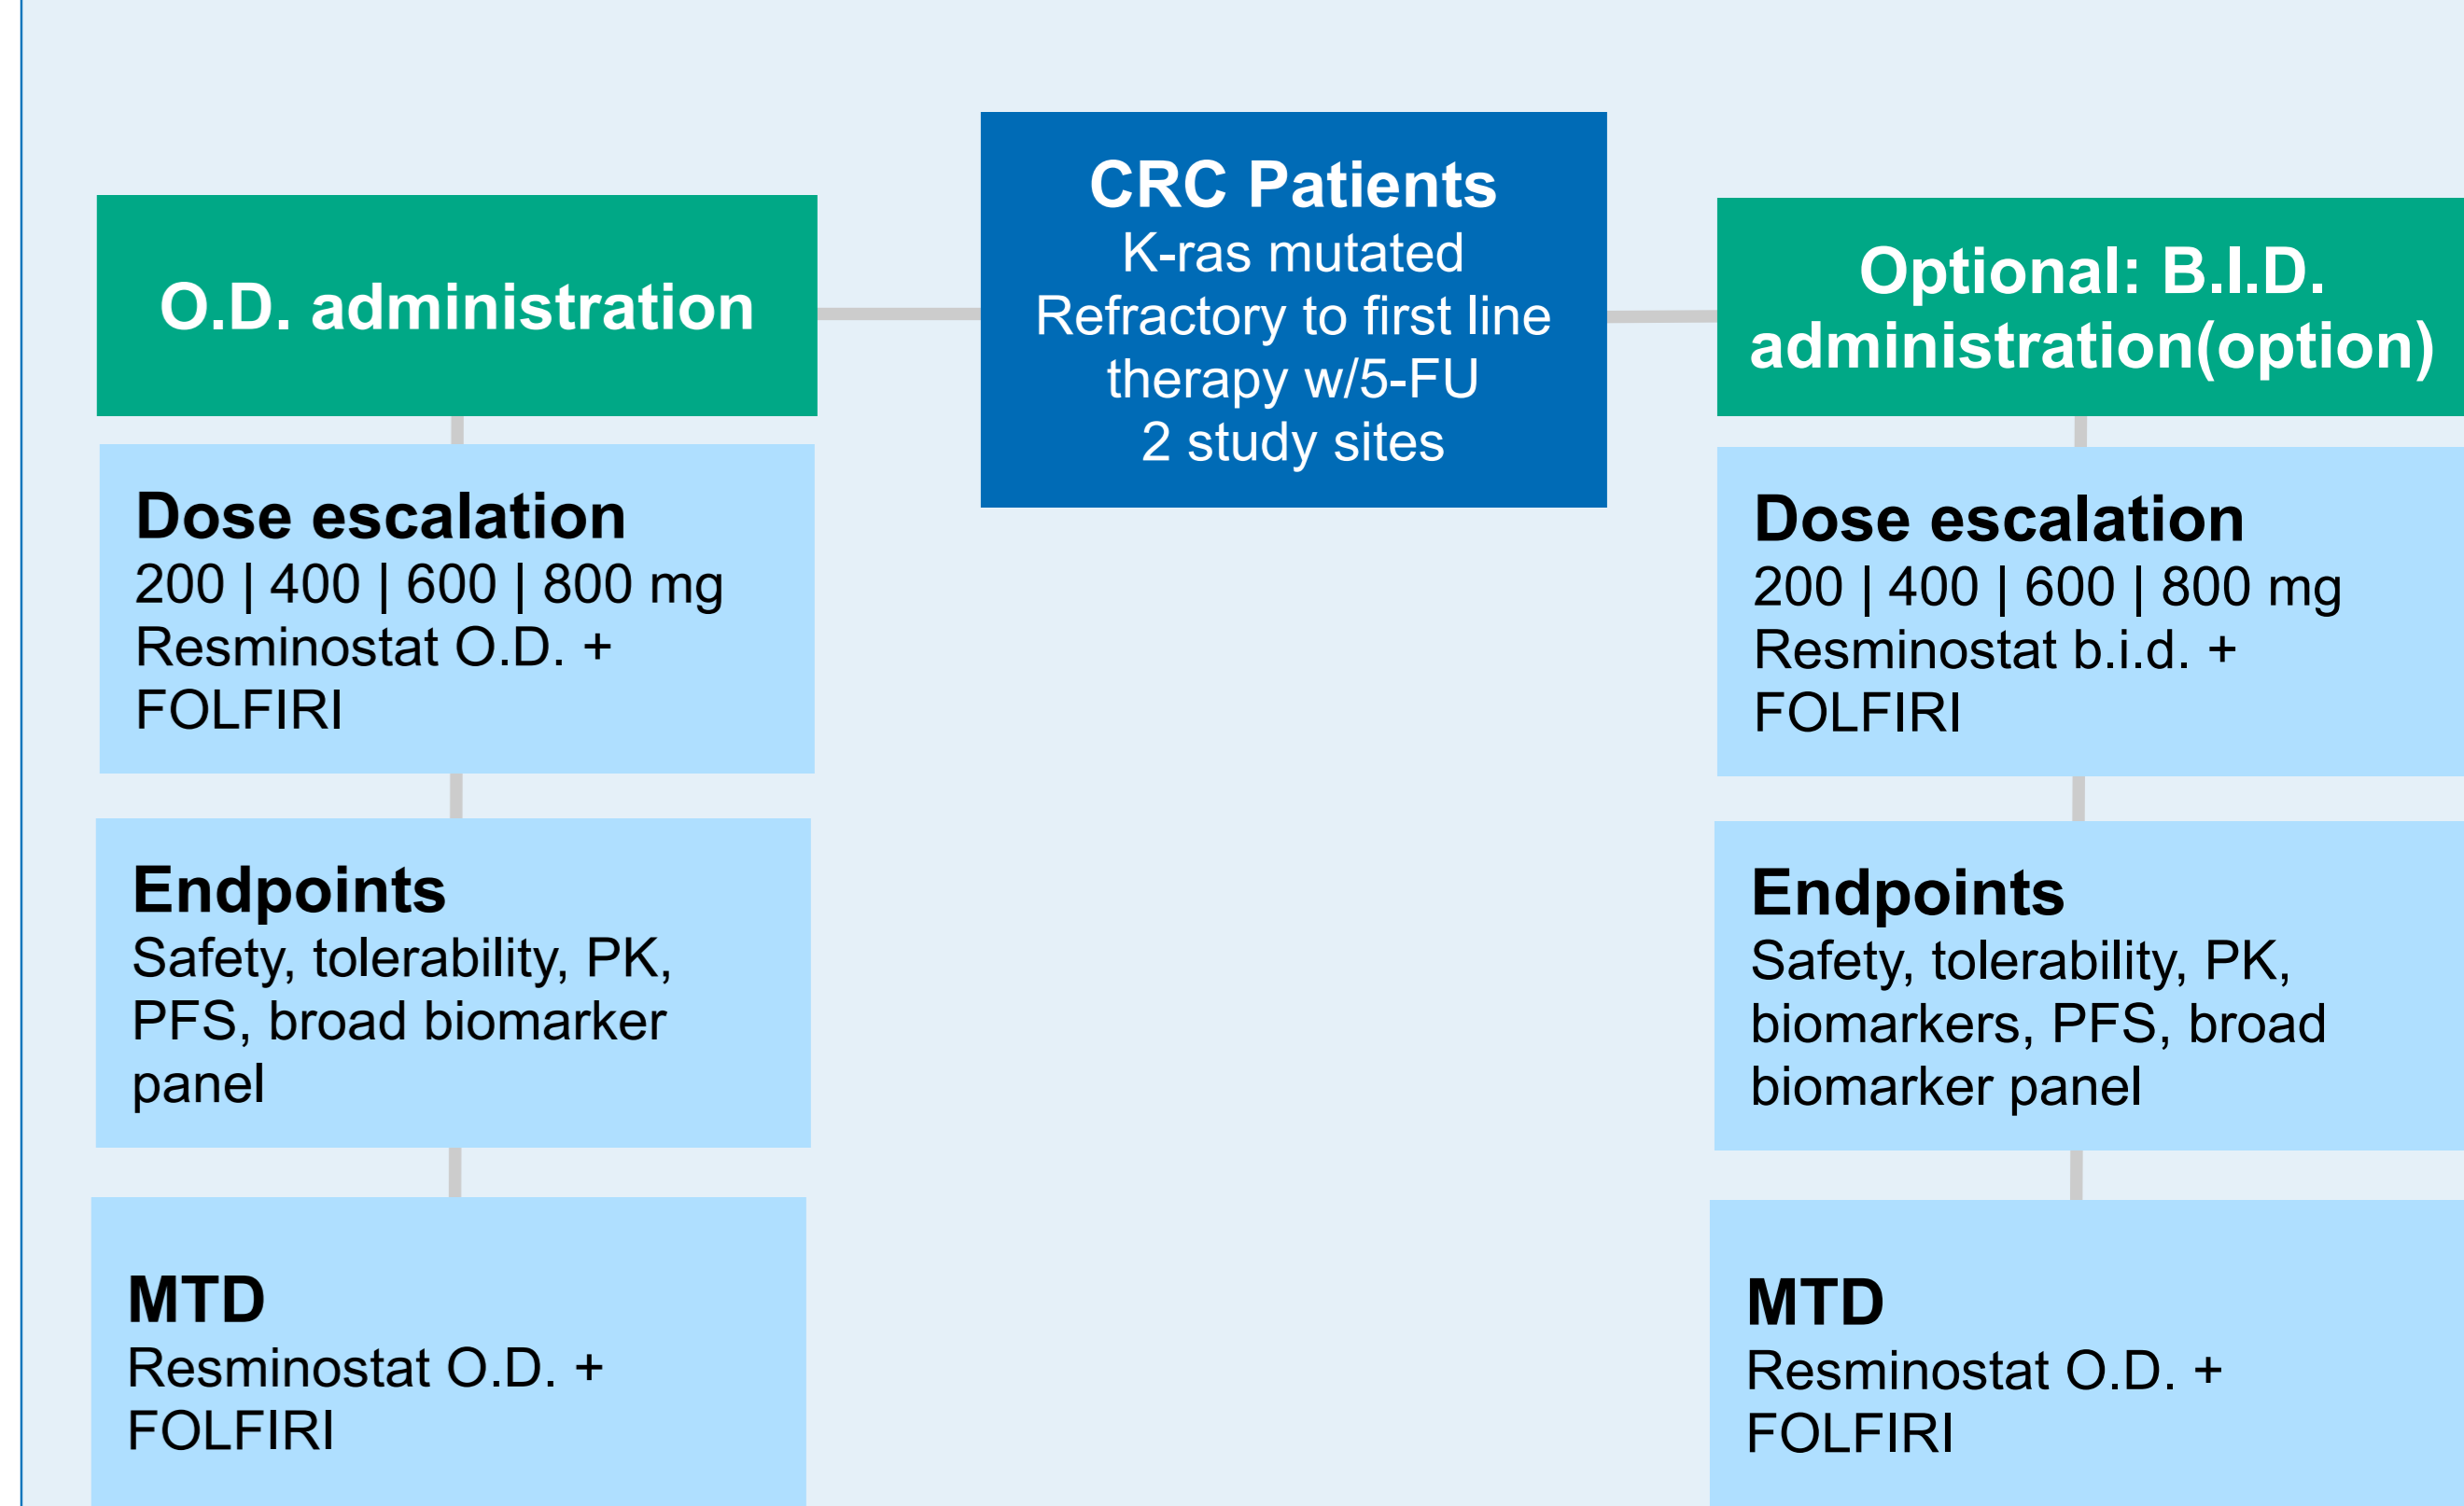 CRC Patients
K-ras mutated
Refractory to first line
therapy w/5-FU
2 study sites
O.D. administration
Dose escalation
200 | 400 | 600 | 800 mg
Resminostat O.D. +
FOLFIRI
Endpoints
Safety, tolerability, PK,
PFS, broad biomarker
panel
MTD
Resminostat O.D. +
FOLFIRI
Optional: B.I.D.
administration(option)
Dose escalation
200 | 400 | 600 | 800 mg
Resminostat b.i.d. +
FOLFIRI
Endpoints
Safety, tolerability, PK,
biomarkers, PFS, broad
biomarker panel
MTD
Resminostat O.D. +
FOLFIRI